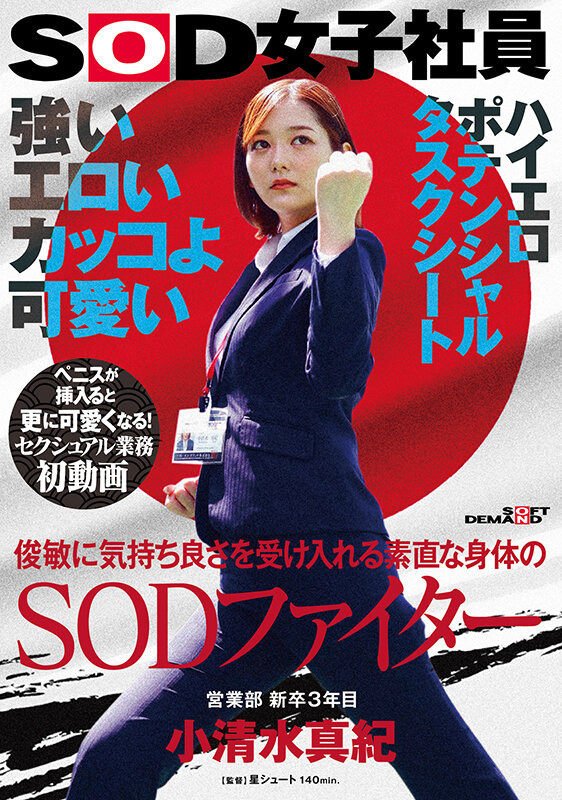 SOD女子社員
強い
エロい
カッコよ
可愛い
ハイエロ
ポテンシャル
タスクシート
ペニスが
挿入ると
更に可愛くなる!
セクシュアル業務
初動画
SOFT
ON
DEMAND
俊敏に気持ち良さを受け入れる素直な身体の
SODファイター
営業部 新卒3年目
小清水真紀
【監督】星シュート 140min.